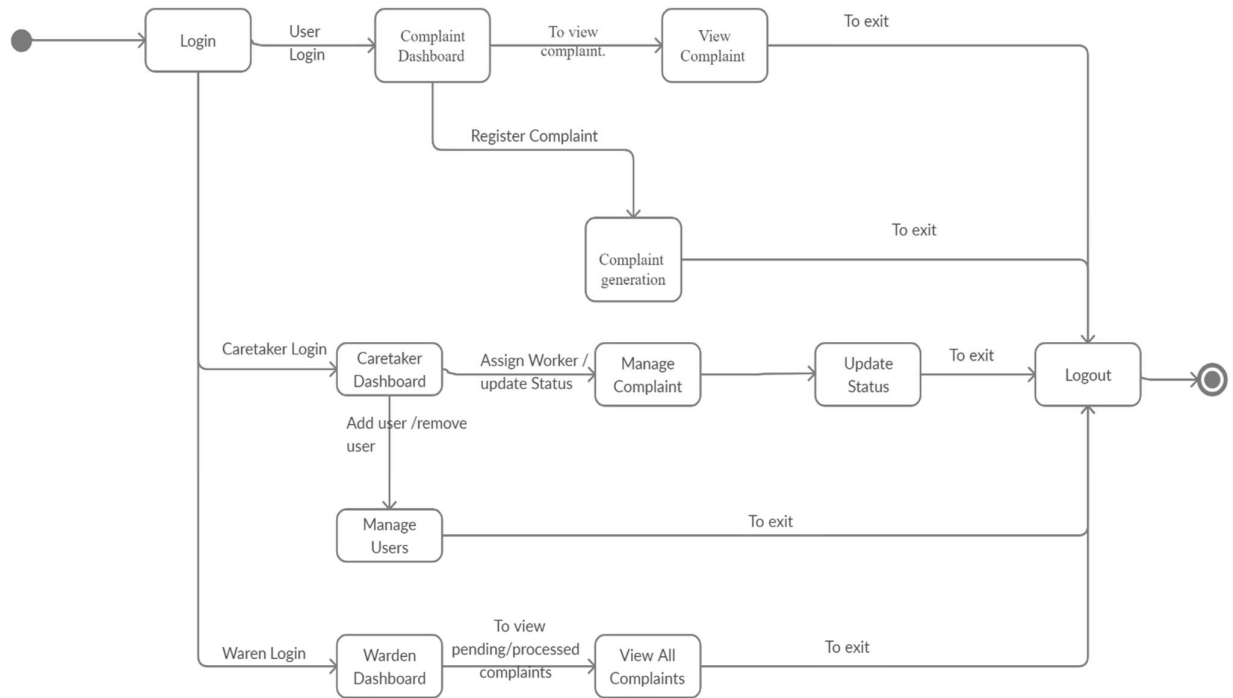 To exit
User
Login
Login
Complaint
Dashboard
To view
complaint.
View
Complaint
Register Complaint
To exit
Complaint
generation
Caretaker Login
Caretaker
Dashboard
Assign Worker /
update Status
Manage
Complaint
Update
Status
To exit
Logout
Add user /remove
user
Manage
Users
To exit
Waren Login
Warden
Dashboard
To view
pending/processed
complaints
View All
Complaints
To exit